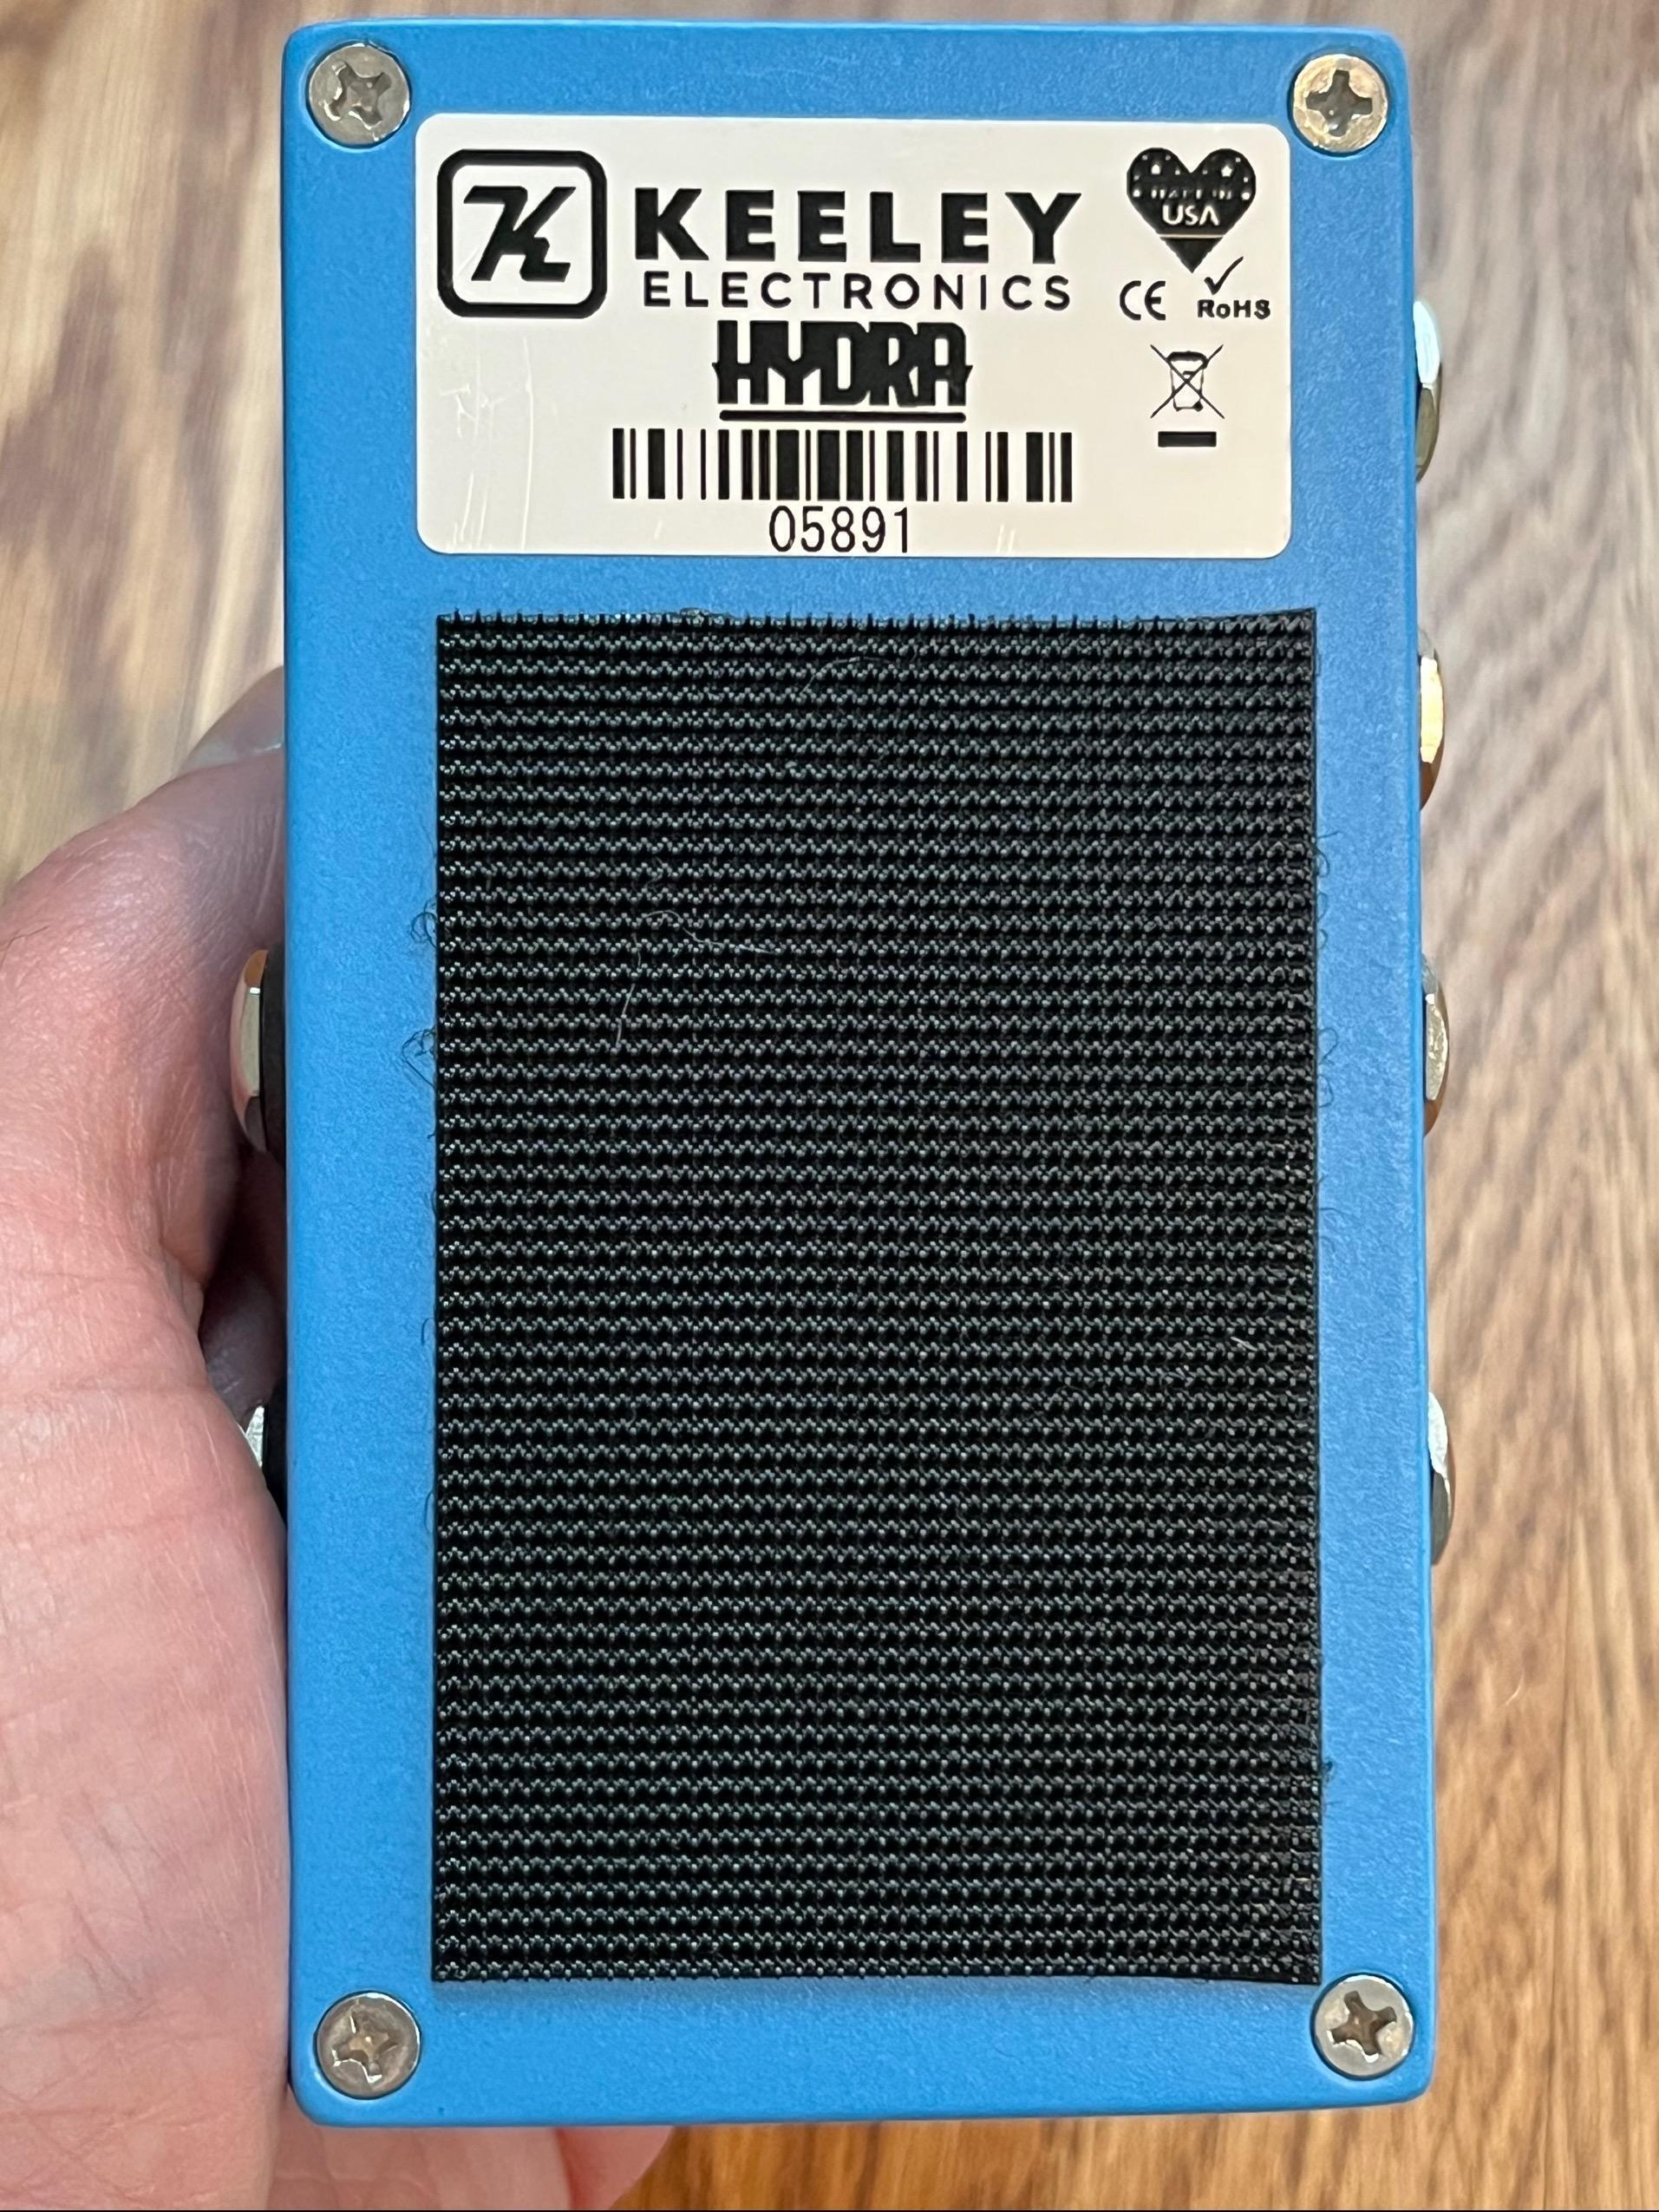 K KEELEY
ELECTRONICS
HYDRA
05891
MADE IN
USA
CE RoHS